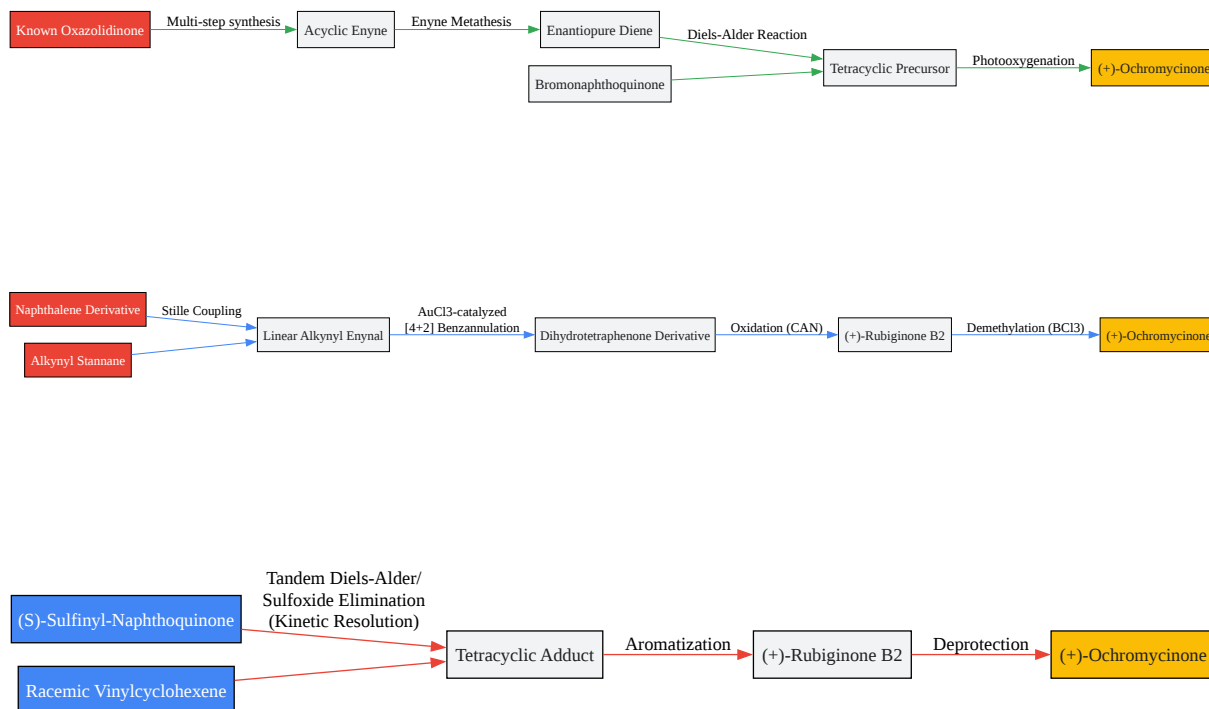 Known Oxazolidinone
Multi-step synthesis
Acyclic Enyne
Enyne Metathesis
Enantiopure Diene
Diels-Alder Reaction
Bromonaphthoquinone
Tetracyclic Precursor
Photooxygenation
(+)-Ochromycinone
Naphthalene Derivative
Stille Coupling
Alkynyl Stannane
Linear Alkynyl Enynal
AuCl3-catalyzed
[4+2] Benzannulation
Dihydrotetraphenone Derivative
Oxidation (CAN)
(+)-Rubiginone B2
Demethylation (BCl3)
(+)-Ochromycinone
(S)-Sulfinyl-Naphthoquinone
Tandem Diels-Alder/
Sulfoxide Elimination
(Kinetic Resolution)
Racemic Vinylcyclohexene
Tetracyclic Adduct
Aromatization
(+)-Rubiginone B2
Deprotection
(+)-Ochromycinone